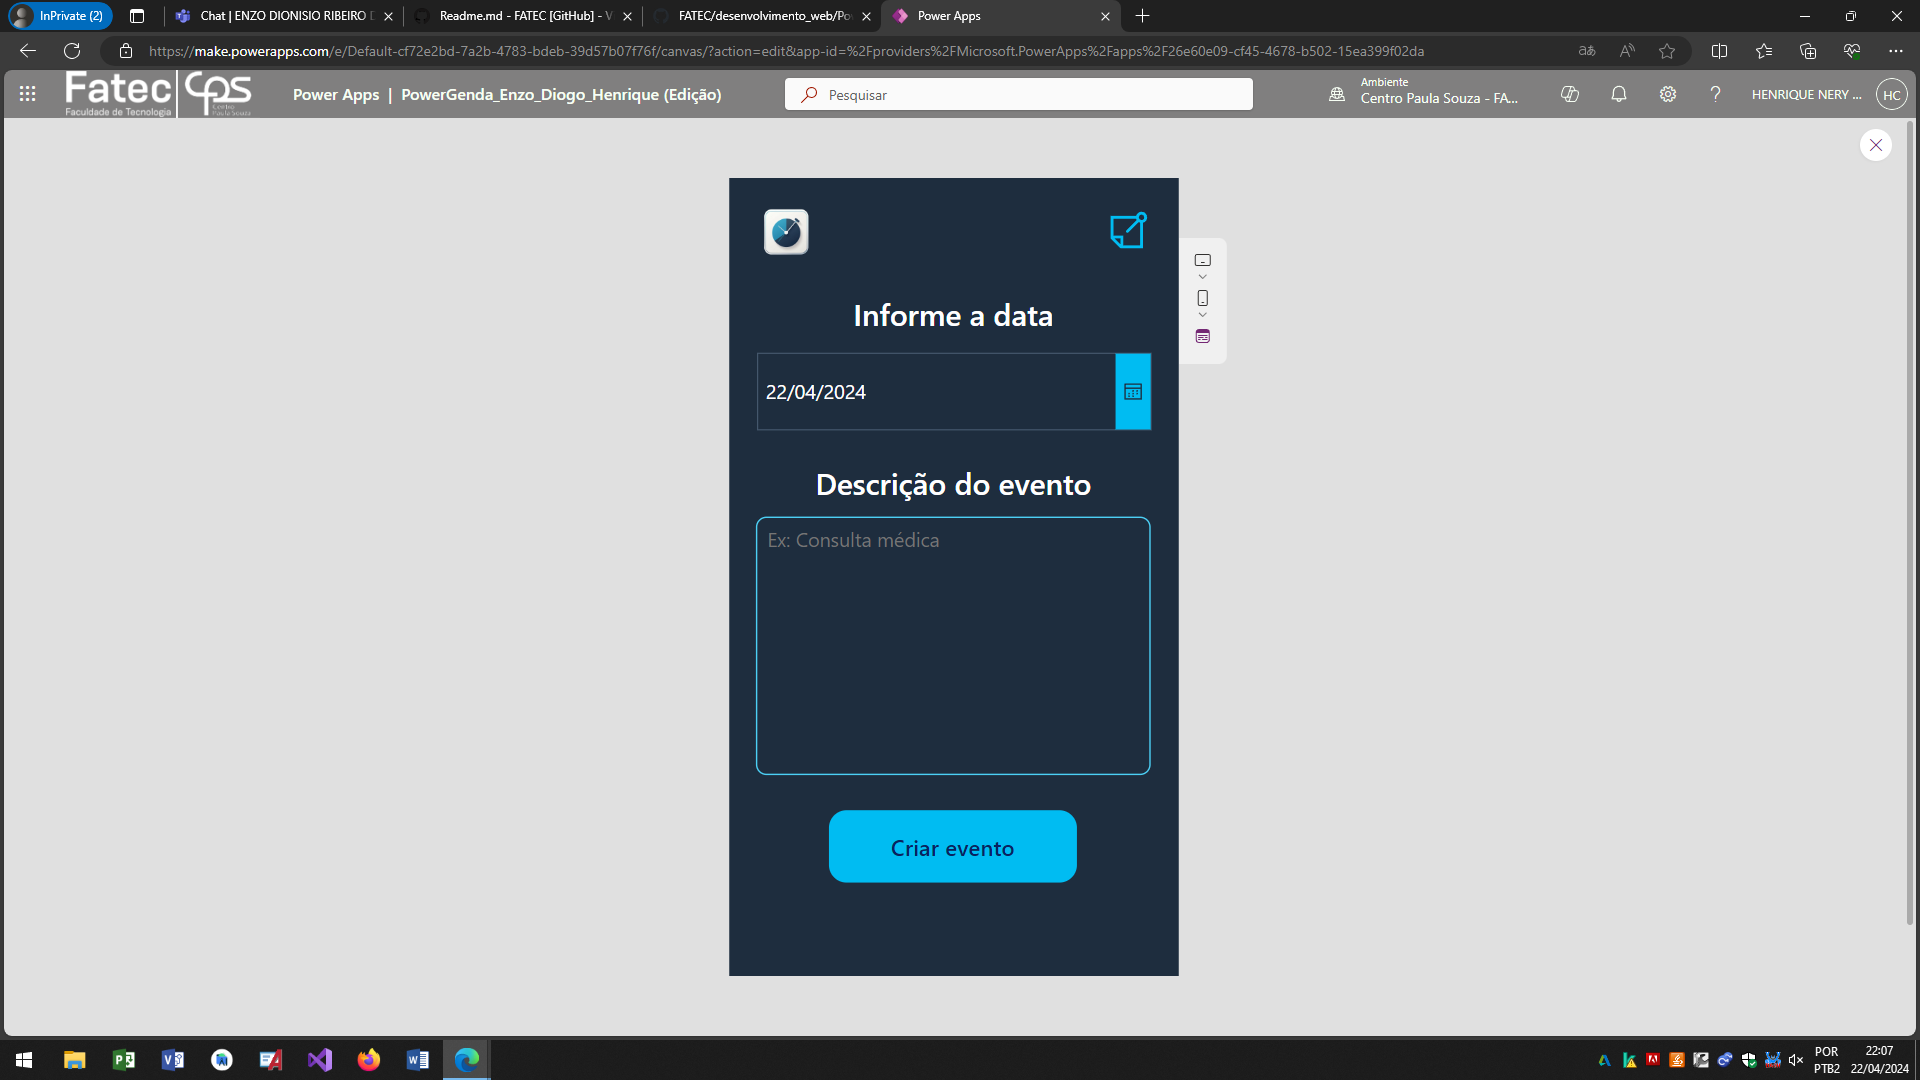 InPrivate (2)
Chat | ENZO DIONISIO RIBEIRO D
Readme.md - FATEC [GitHub] - V
FATEC/desenvolvimento_web/Po
Power Apps
https://make.powerapps.com/e/Default-cf72e2bd-7a2b-4783-bdeb-39d57b07f76f/canvas/?action=edit&app-id=%2Fproviders%2FMicrosoft.PowerApps%2Fapps%2F26e60e09-cf45-4678-b502-15ea399f02da
Fatec
Faculdade de Tecnologia
Cps
Centro
Paula Souza
Power Apps | PowerGenda_Enzo_Diogo_Henrique (Edição)
Pesquisar
Ambiente
Centro Paula Souza - FA...
HENRIQUE NERY ...
HC
Informe a data
22/04/2024
Descrição do evento
Ex: Consulta médica
Criar evento
POR
PTB2
22:07
22/04/2024